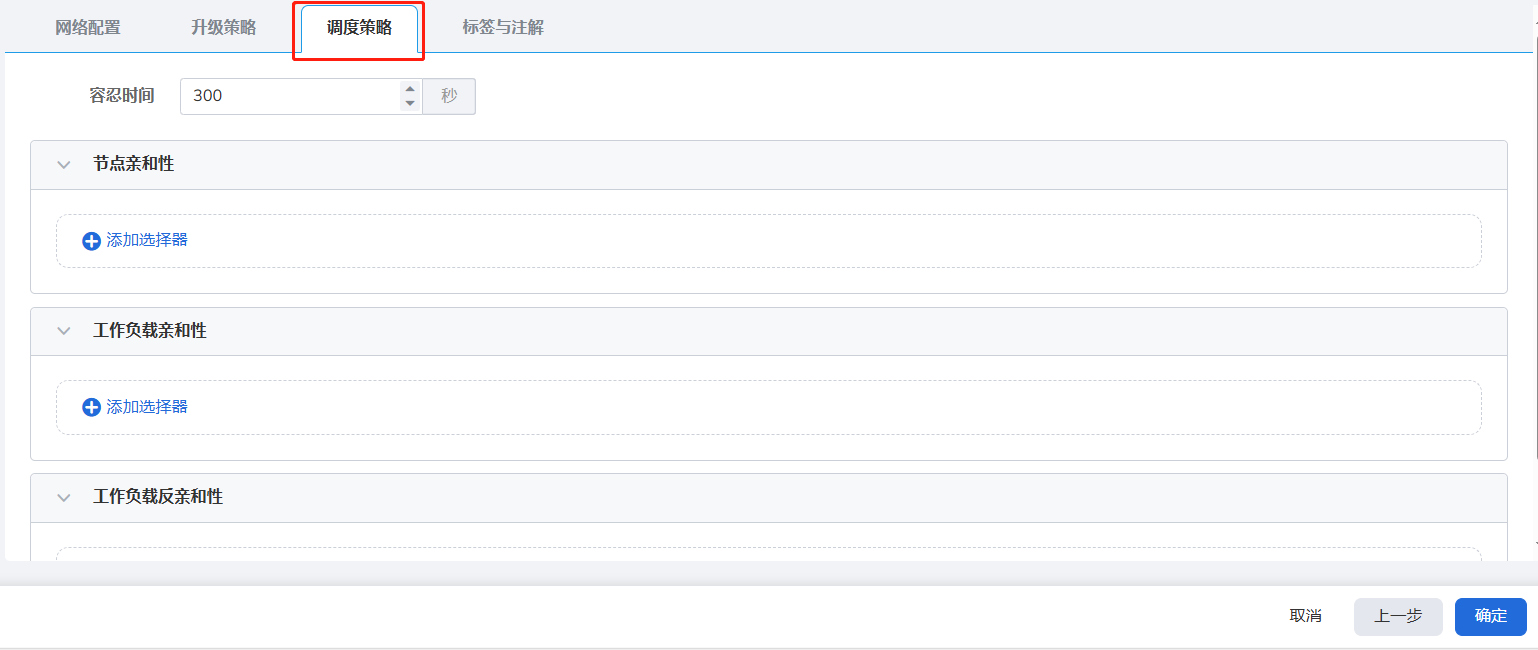 网络配置 升级策略 调度策略 标签与注解
容忍时间 300 秒
节点亲和性
添加选择器
工作负载亲和性
添加选择器
工作负载反亲和性
取消 上一步 确定